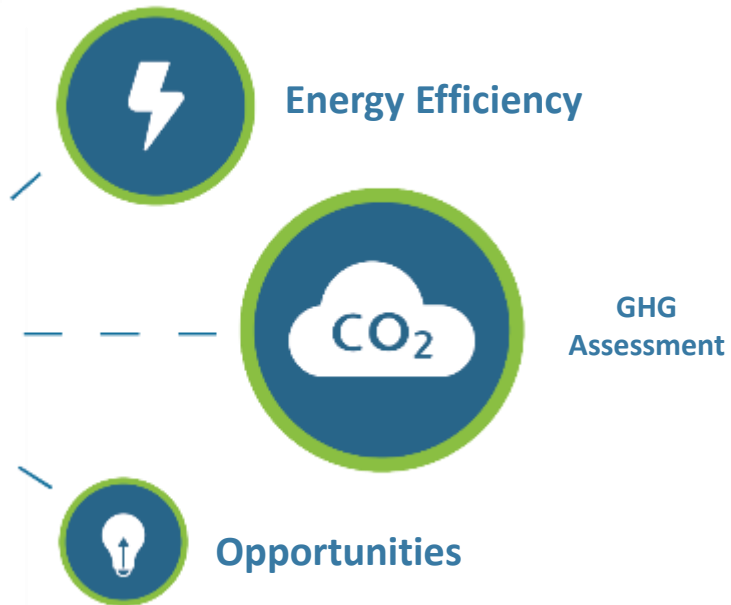 Energy Efficiency
CO₂
GHG
Assessment
Opportunities